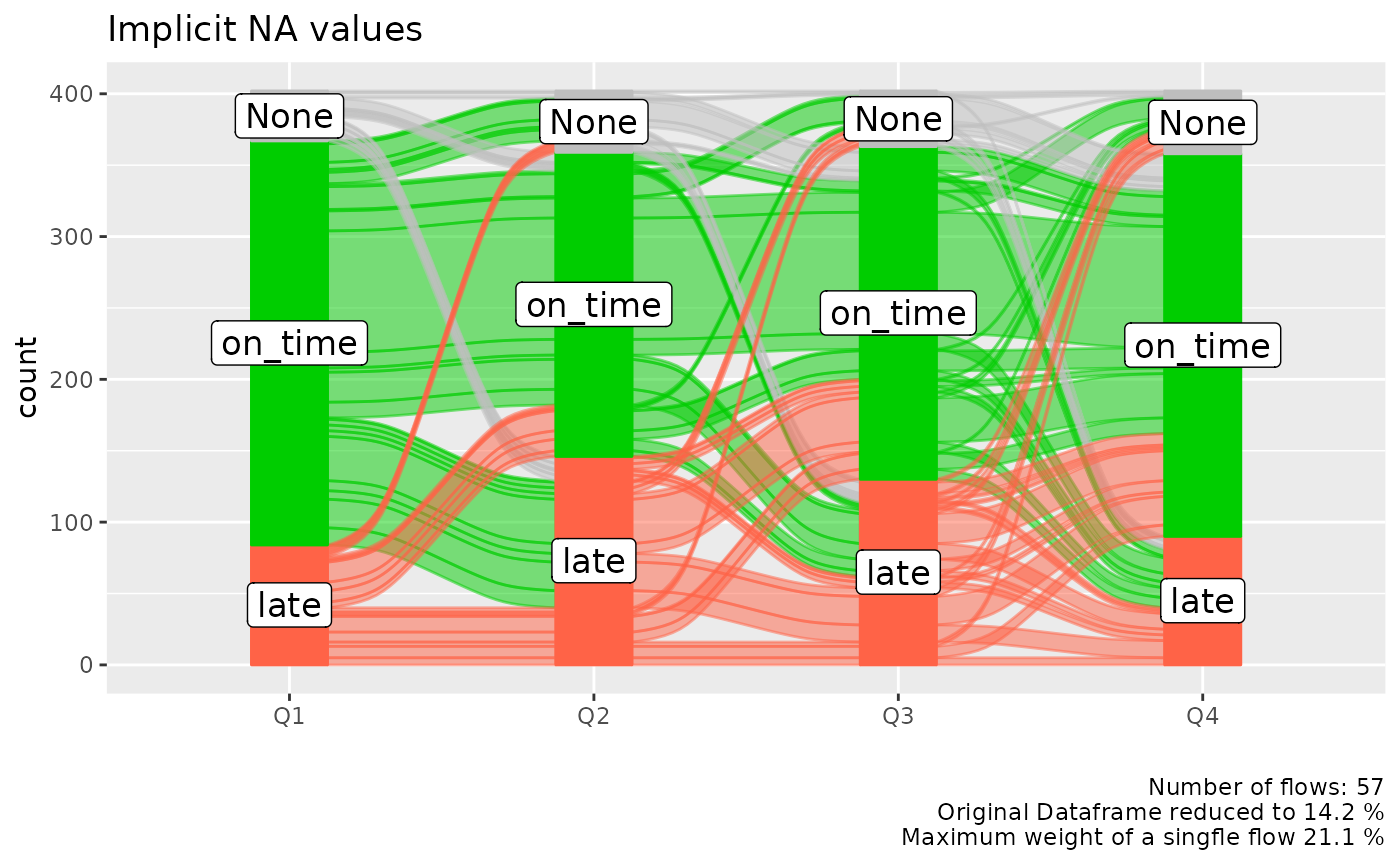 Implicit NA values
400
300
200
100
0
count
None
on_time
late
None
on_time
late
None
on_time
late
None
on_time
late
Q1
Q2
Q3
Q4
Number of flows: 57
Original Dataframe reduced to 14.2 %
Maximum weight of a singfle flow 21.1 %